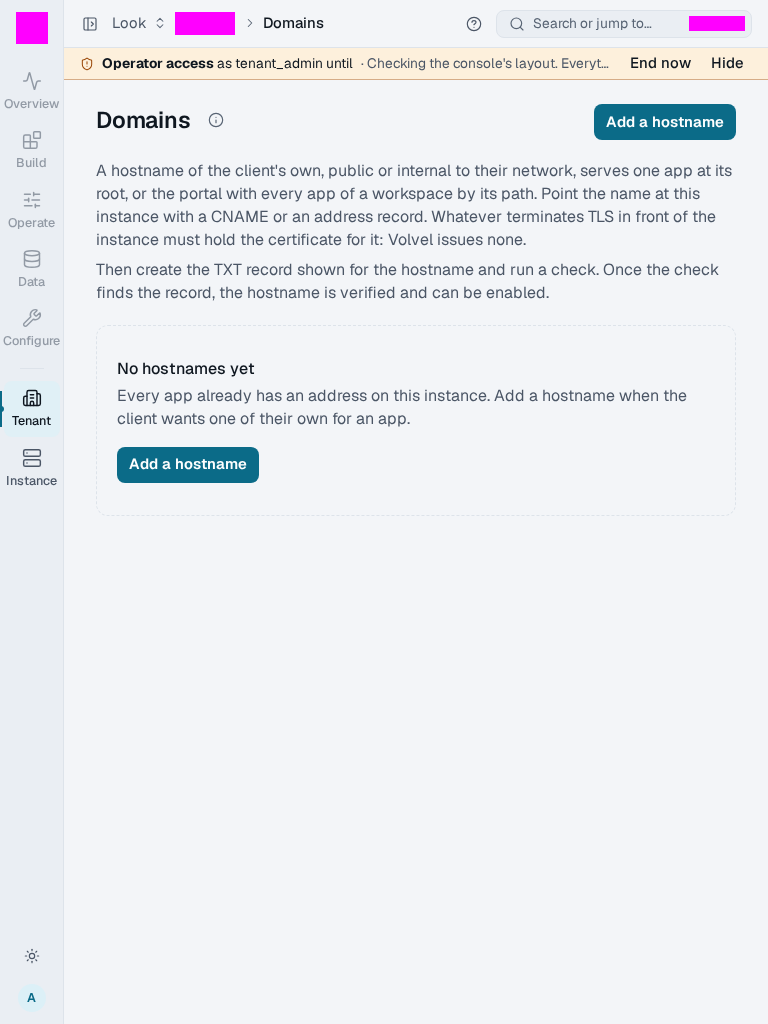 Look
Domains
Search or jump to…
Operator access as tenant_admin until · Checking the console's layout. Everyt…
End now
Hide
Overview
Build
Operate
Data
Configure
Tenant
Instance
A
Domains
Add a hostname
A hostname of the client's own, public or internal to their network, serves one app at its
root, or the portal with every app of a workspace by its path. Point the name at this
instance with a CNAME or an address record. Whatever terminates TLS in front of the
instance must hold the certificate for it: Volvel issues none.
Then create the TXT record shown for the hostname and run a check. Once the check
finds the record, the hostname is verified and can be enabled.
No hostnames yet
Every app already has an address on this instance. Add a hostname when the
client wants one of their own for an app.
Add a hostname